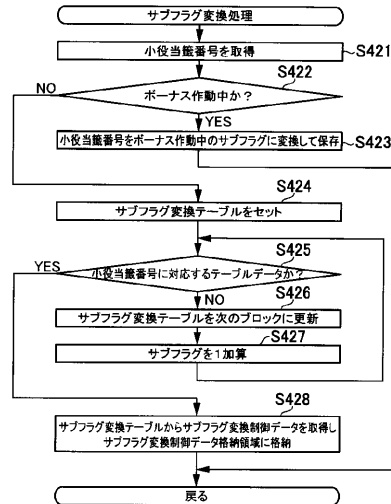 サブフラグ変換処理
小役当籤番号を取得
S421
S422
NO
ボーナス作動中か?
YES
S423
小役当籤番号をボーナス作動中のサブフラグに変換して保存
S424
サブフラグ変換テーブルをセット
S425
YES
小役当籤番号に対応するテーブルデータか?
NO
S426
サブフラグ変換テーブルを次のブロックに更新
S427
サブフラグを1加算
S428
サブフラグ変換テーブルからサブフラグ変換制御データを取得し
サブフラグ変換制御データ格納領域に格納
戻る